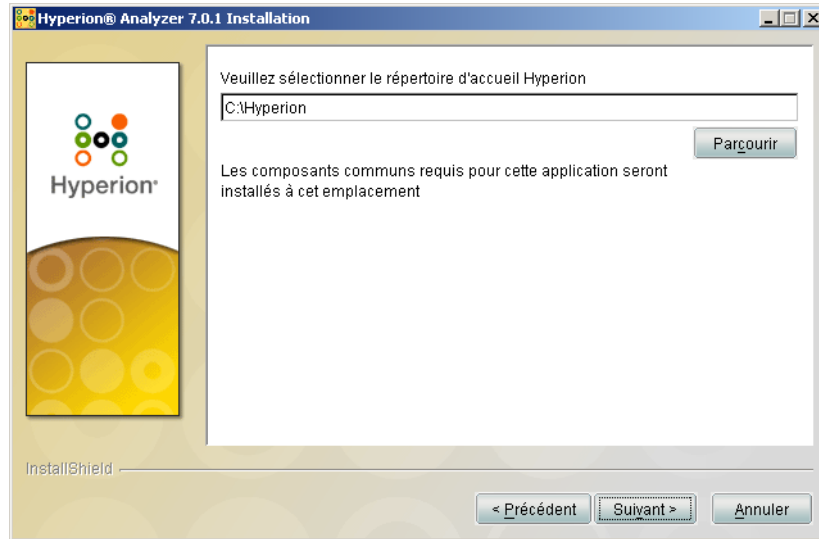 Hyperion® Analyzer 7.0.1 Installation
Veuillez sélectionner le répertoire d'accueil Hyperion
C:\Hyperion
Parcourir
Les composants communs requis pour cette application seront
installés à cet emplacement
Hyperion®
InstallShield
< Précédent
Suivant >
Annuler